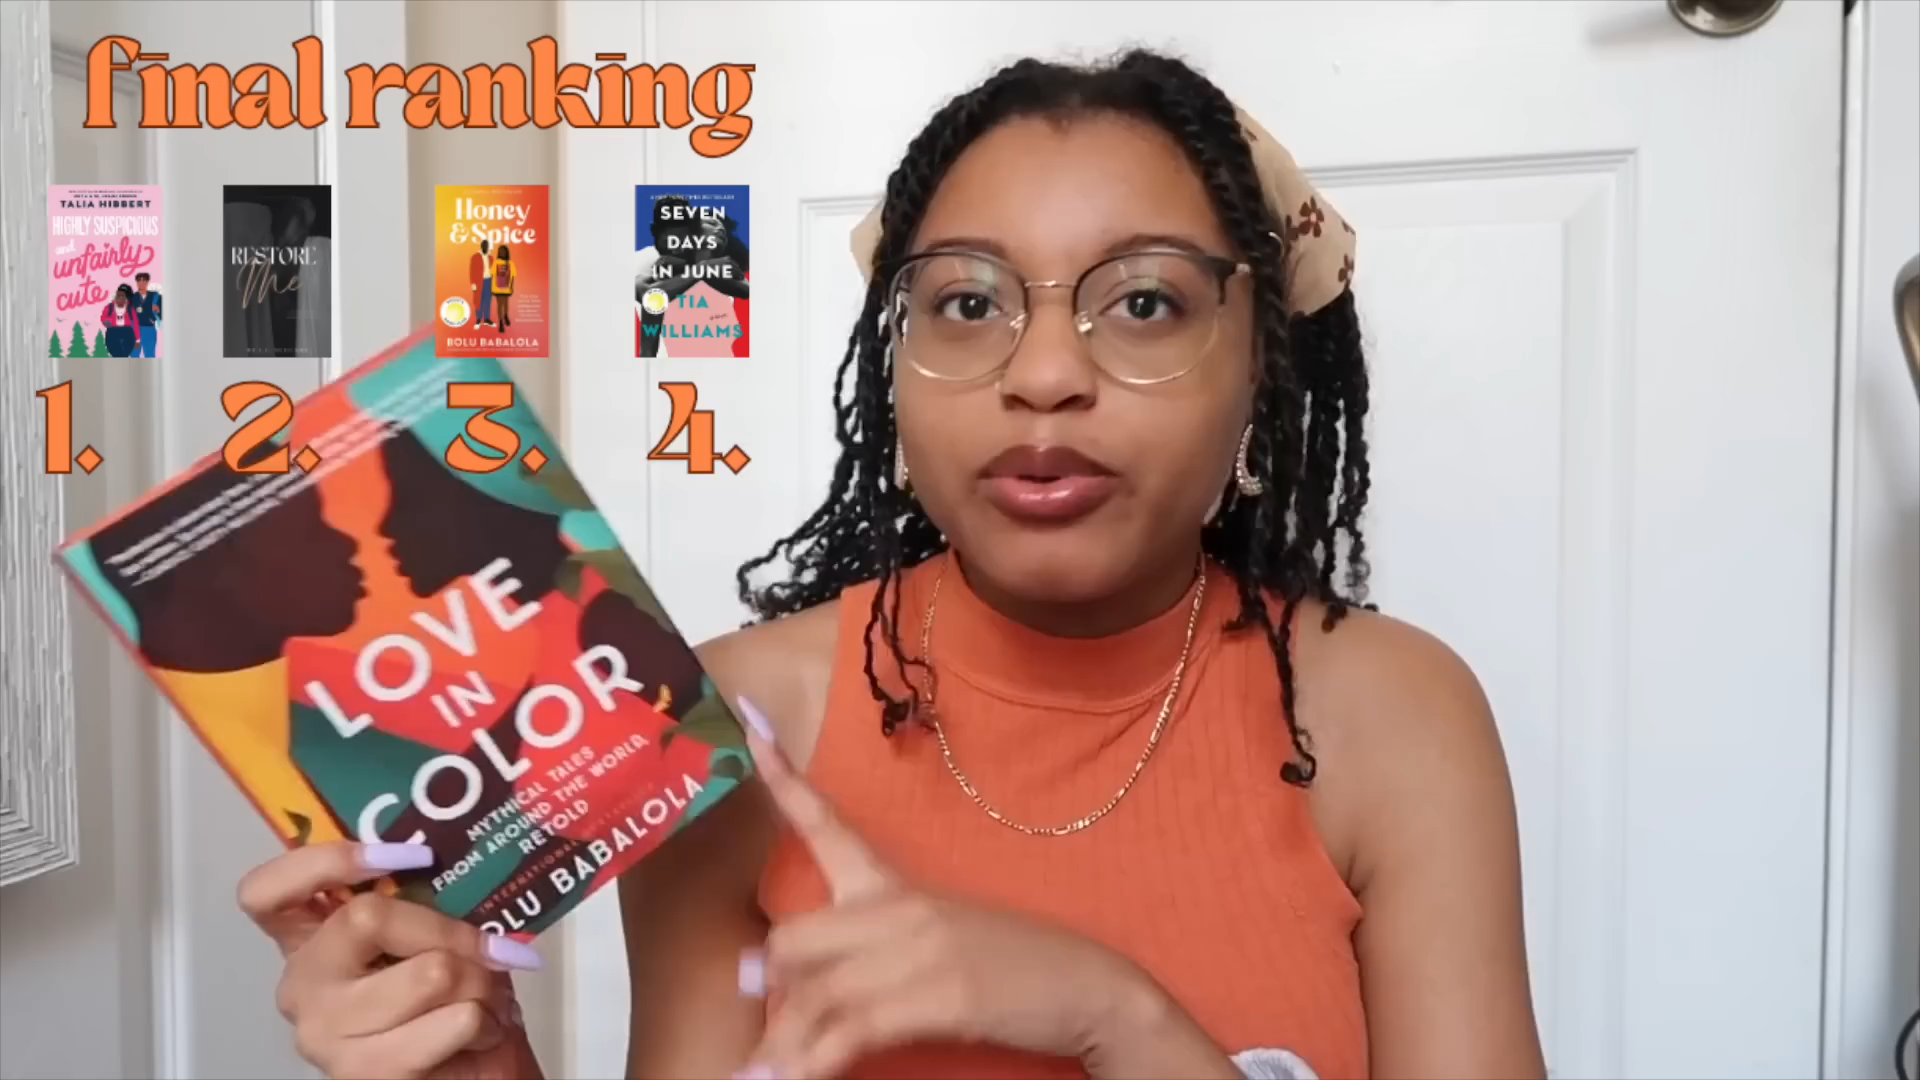 final ranking
TALIA HIBBERT
HIGHLY SUSPICIOUS
and
unfairly
cute
RESTORE
Me
Honey
& Spice
BOLU BABALOLA
SEVEN
DAYS
IN JUNE
TIA
WILLIAMS
1. 2. 3. 4.
LOVE
IN
COLOR
MYTHICAL TALES
FROM AROUND THE WORLD,
RETOLD
OLU BABALOLA